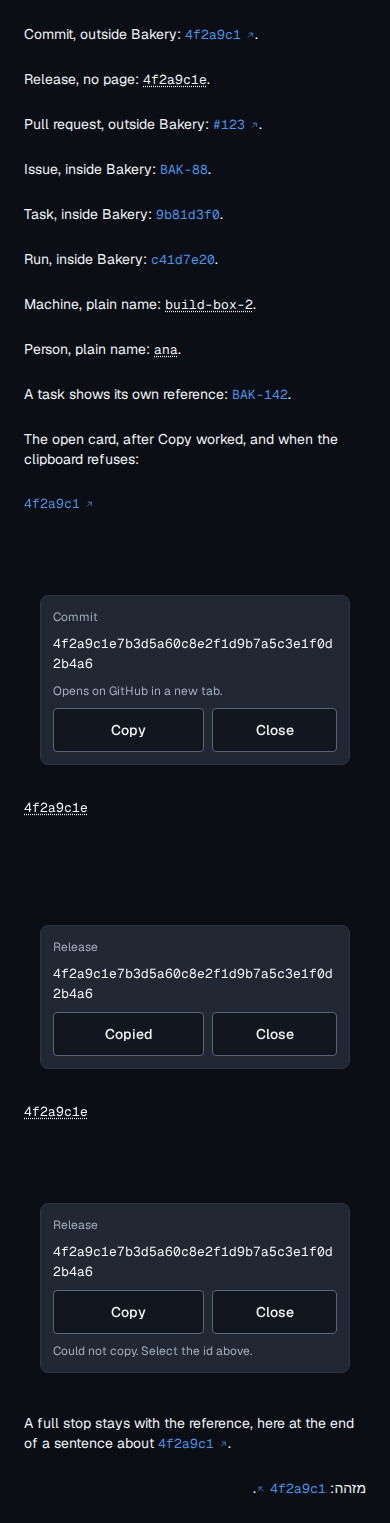 Commit, outside Bakery: 4f2a9c1 ↗.
Release, no page: 4f2a9c1e.
Pull request, outside Bakery: #123 ↗.
Issue, inside Bakery: BAK-88.
Task, inside Bakery: 9b81d3f0.
Run, inside Bakery: c41d7e20.
Machine, plain name: build-box-2.
Person, plain name: ana.
A task shows its own reference: BAK-142.
The open card, after Copy worked, and when the
clipboard refuses:
4f2a9c1 ↗
Commit
4f2a9c1e7b3d5a60c8e2f1d9b7a5c3e1f0d
2b4a6
Opens on GitHub in a new tab.
Copy Close
4f2a9c1e
Release
4f2a9c1e7b3d5a60c8e2f1d9b7a5c3e1f0d
2b4a6
Copied Close
4f2a9c1e
Release
4f2a9c1e7b3d5a60c8e2f1d9b7a5c3e1f0d
2b4a6
Copy Close
Could not copy. Select the id above.
A full stop stays with the reference, here at the end
of a sentence about 4f2a9c1 ↗.
מזהה: 4f2a9c1 ↖.